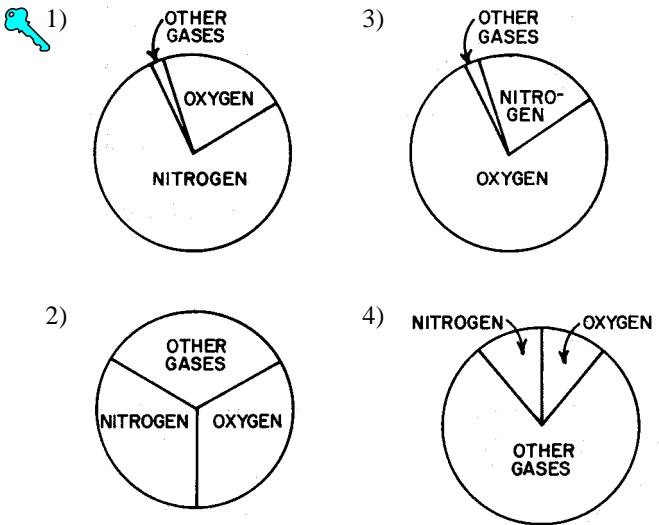 1)
OTHER
GASES
OXYGEN
NITROGEN
3)
OTHER
GASES
NITRO-
GEN
OXYGEN
2)
OTHER
GASES
NITROGEN
OXYGEN
4)
NITROGEN
OXYGEN
OTHER
GASES